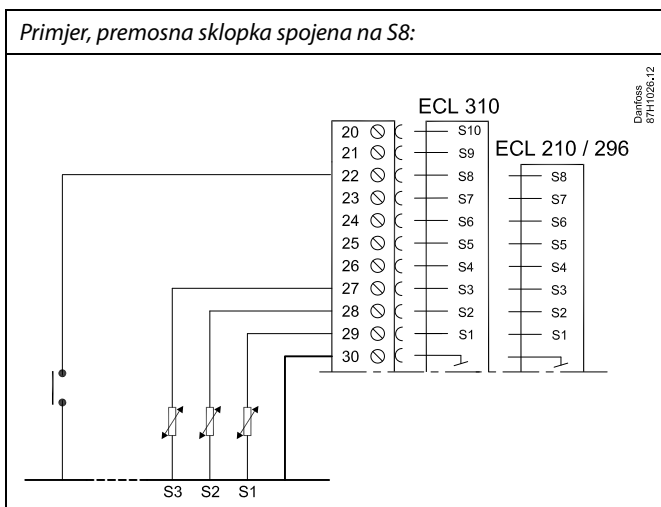 Primjer, premosna sklopka spojena na S8:
Danfoss
87H1026.12
ECL 310
ECL 210 / 296
20 S10
21 S9
22 S8 S8
23 S7 S7
24 S6 S6
25 S5 S5
26 S4 S4
27 S3 S3
28 S2 S2
29 S1 S1
30
S3 S2 S1